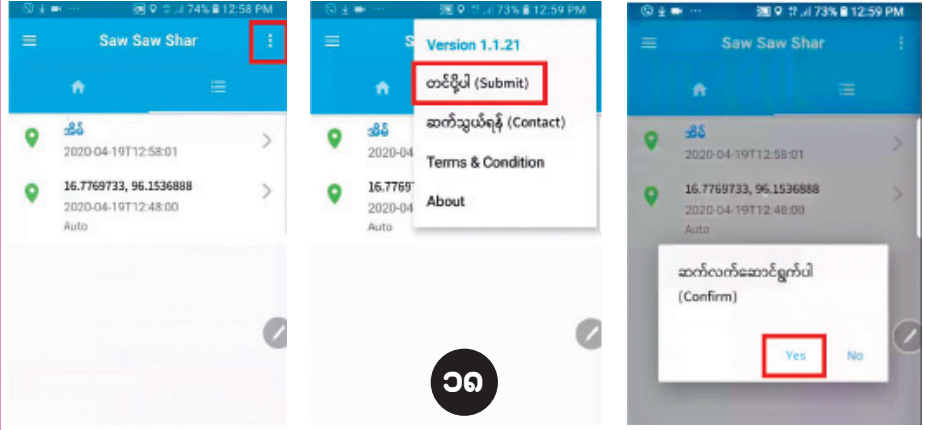 74% 12:58 PM
Saw Saw Shar
အိမ်
2020-04-19T12:58:01
16.7769733, 96.1536888
2020-04-19T12:48:00
Auto
73% 12:59 PM
S
Version 1.1.21
တင်ပို့ပါ (Submit)
ဆက်သွယ်ရန် (Contact)
Terms & Condition
About
အိမ်
2020-04
16.7769
2020-04
Auto
၁၈
73% 12:59 PM
Saw Saw Shar
အိမ်
2020-04-19T12:58:01
16.7769733, 96.1536888
2020-04-19T12:48:00
Auto
ဆက်လက်ဆောင်ရွက်ပါ
(Confirm)
Yes No